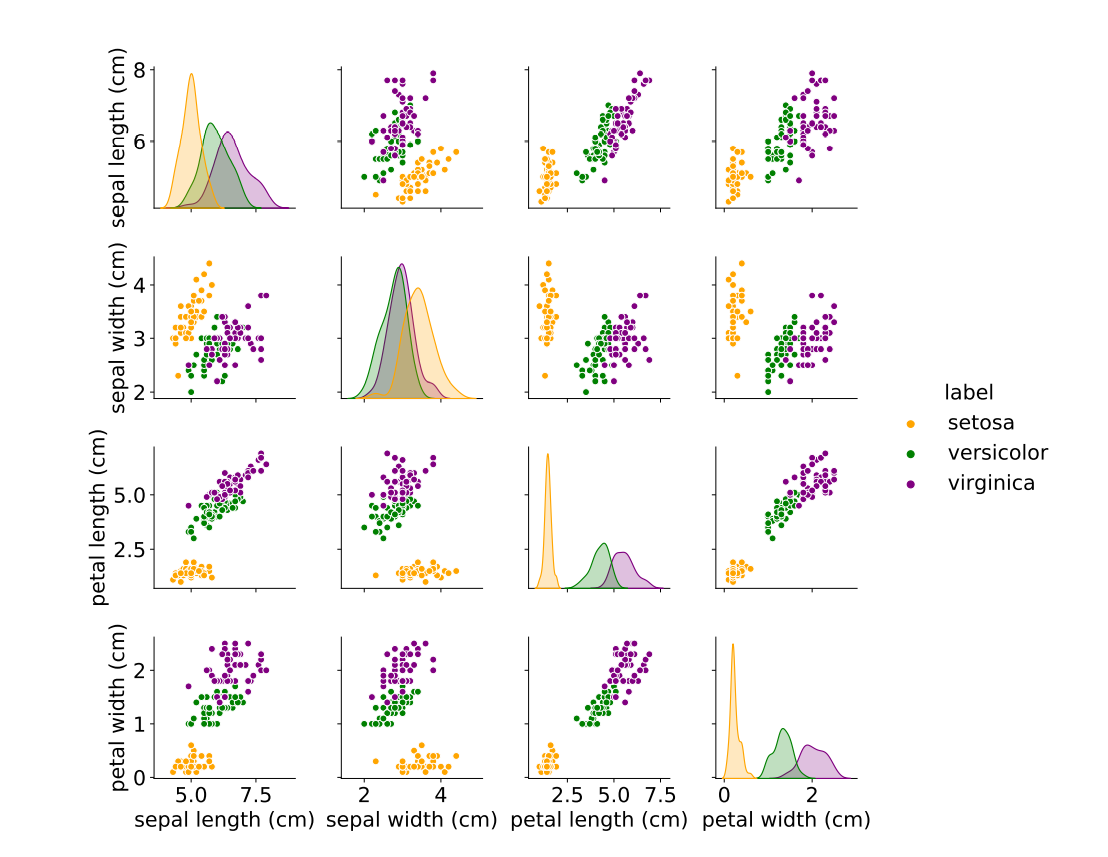 sepal length (cm)
8
6
sepal width (cm)
4
3
2
petal length (cm)
5.0
2.5
petal width (cm)
2
1
0
5.0 7.5
2 4
2.5 5.0 7.5
0 2
sepal length (cm)
sepal width (cm)
petal length (cm)
petal width (cm)
label
setosa
versicolor
virginica